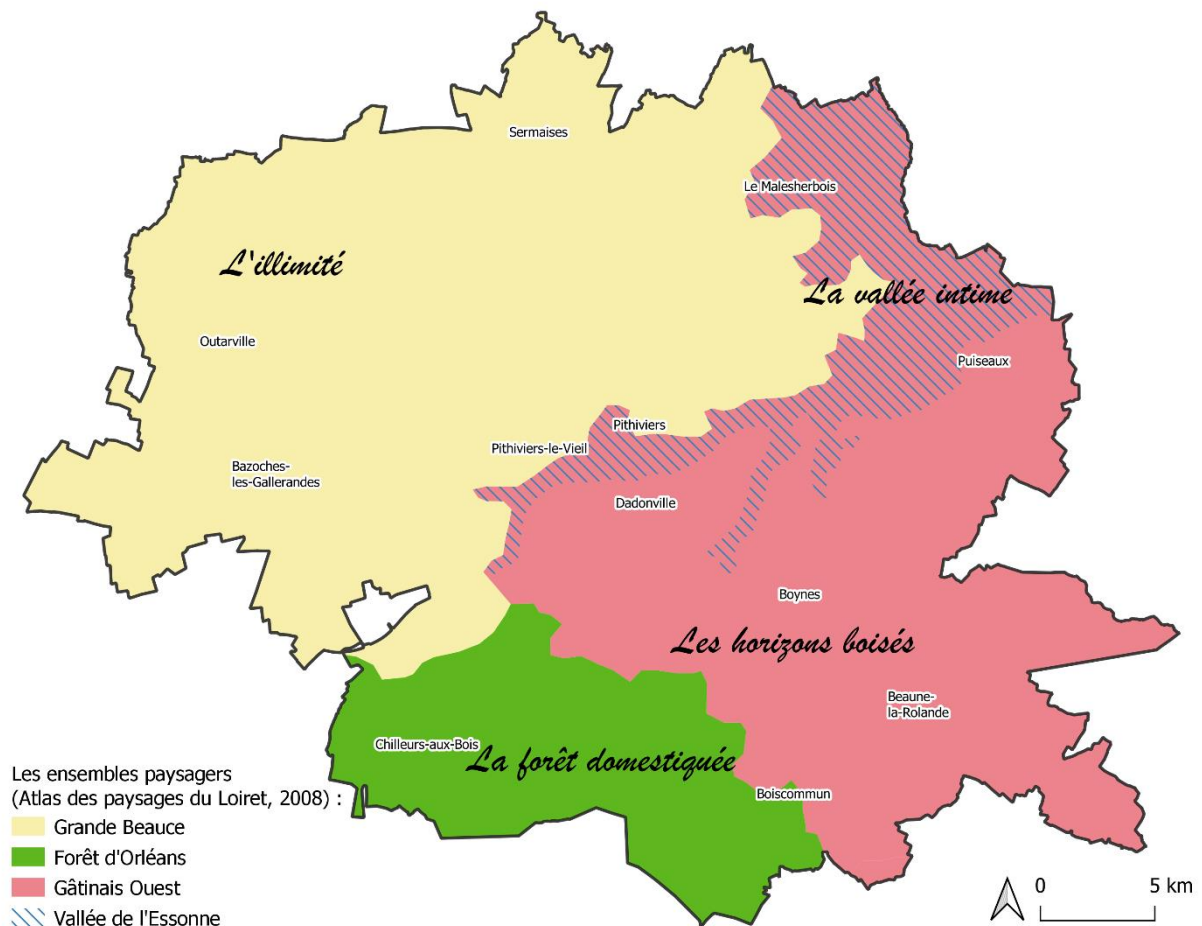 Sermaises
Le Malesherbois
L'illimité
La vallée intime
Outarville
Puiseaux
Pithiviers
Pithiviers-le-Vieil
Bazoches-
les-Gallerandes
Dadonville
Boynes
Les horizons boisés
Beaune-
la-Rolande
Chilleurs-aux-Bois
La forêt domestiquée
Boiscommun
Les ensembles paysagers
(Atlas des paysages du Loiret, 2008) :
Grande Beauce
Forêt d'Orléans
Gâtinais Ouest
Vallée de l'Essonne
0 5 km